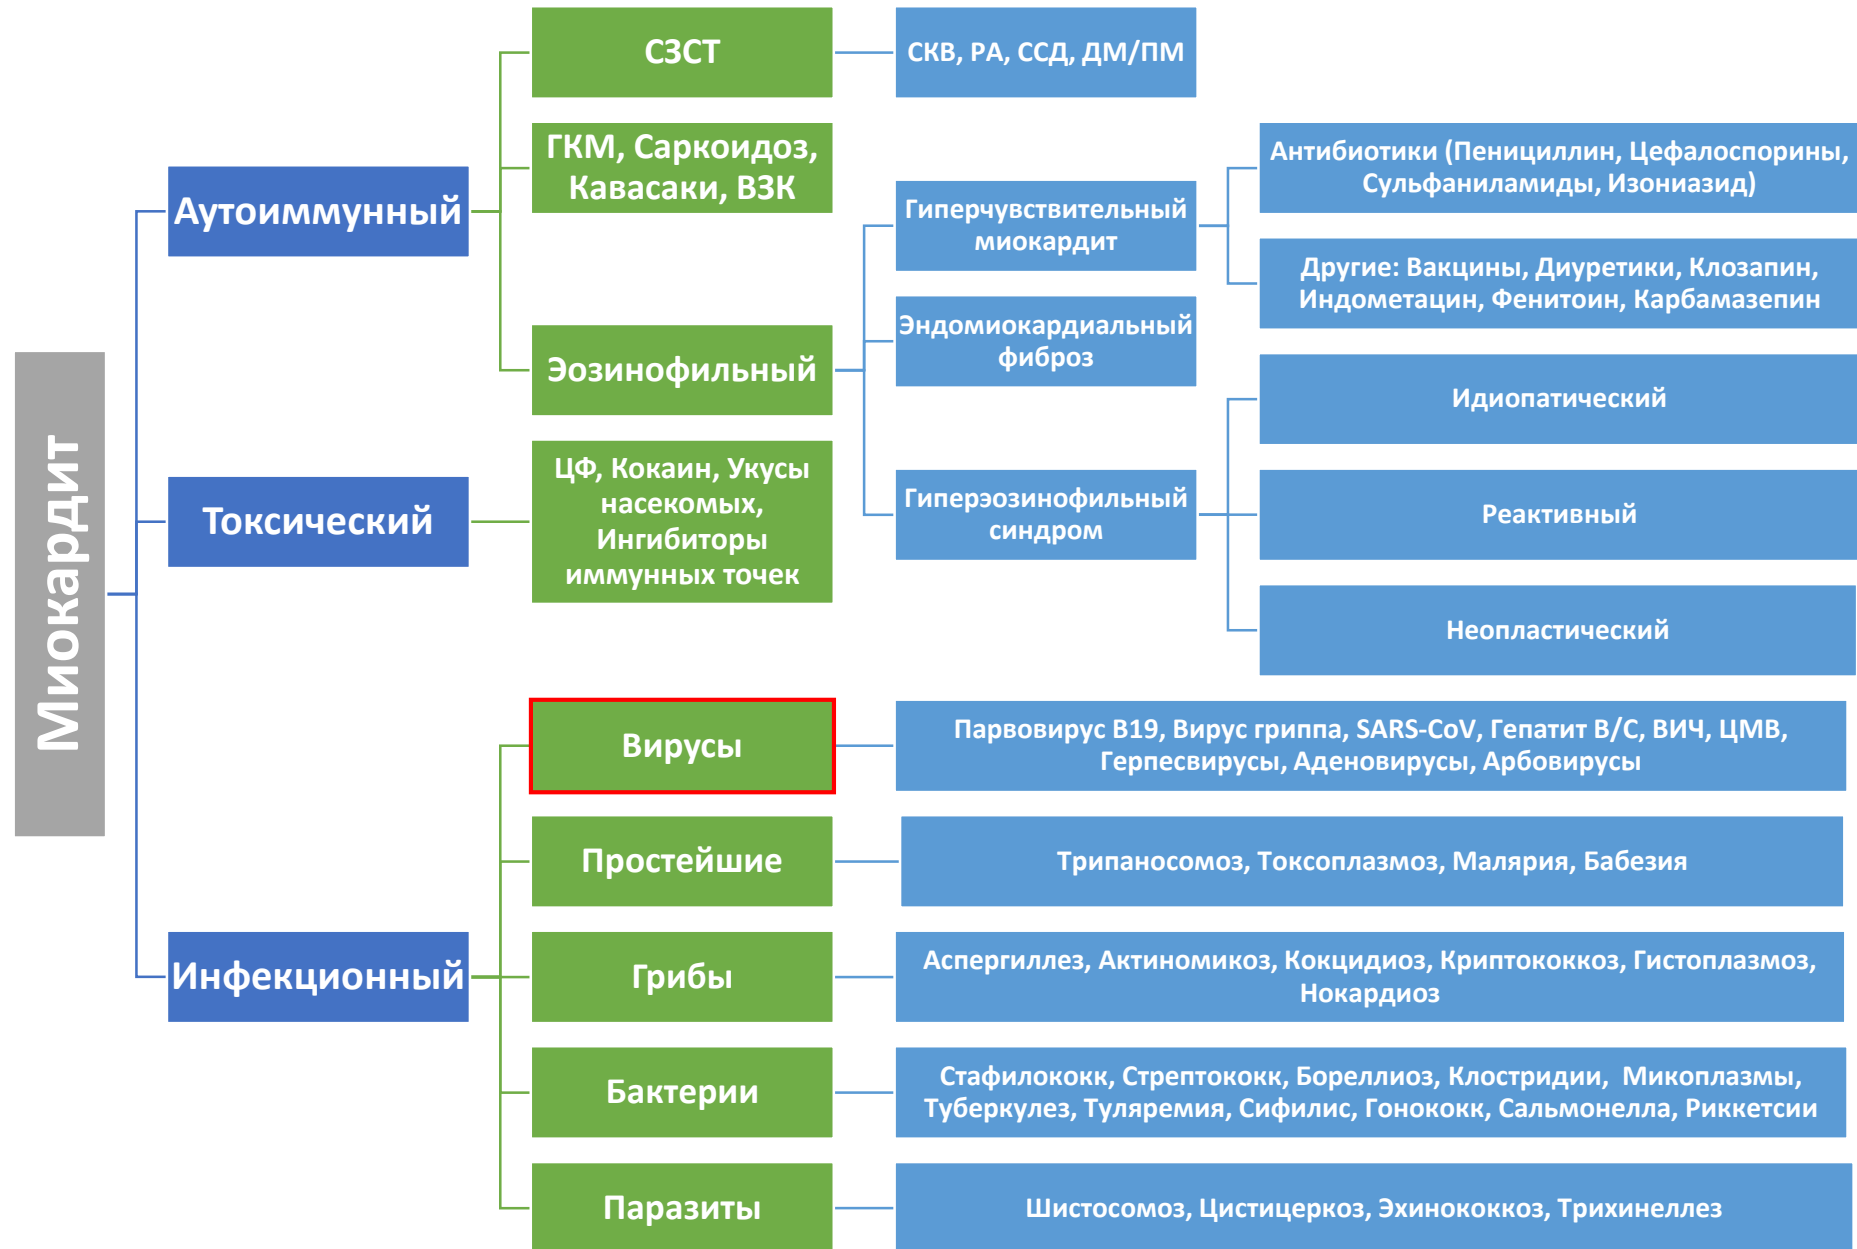 Миокардит
Аутоиммунный
СЗСТ
СКВ, РА, ССД, ДМ/ПМ
ГКМ, Саркоидоз,
Кавасаки, ВЗК
Эозинофильный
Гиперчувствительный
миокардит
Антибиотики (Пенициллин, Цефалоспорины,
Сульфаниламиды, Изониазид)
Другие: Вакцины, Диуретики, Клозапин,
Индометацин, Фенитоин, Карбамазепин
Эндомиокардиальный
фиброз
Гиперэозинофильный
синдром
Идиопатический
Реактивный
Неопластический
Токсический
ЦФ, Кокаин, Укусы
насекомых,
Ингибиторы
иммунных точек
Инфекционный
Вирусы
Парвовирус В19, Вирус гриппа, SARS-CoV, Гепатит В/С, ВИЧ, ЦМВ,
Герпесвирусы, Аденовирусы, Арбовирусы
Простейшие
Трипаносомоз, Токсоплазмоз, Малярия, Бабезия
Грибы
Аспергиллез, Актиномикоз, Кокцидиоз, Криптококкоз, Гистоплазмоз,
Нокардиоз
Бактерии
Стафилококк, Стрептококк, Бореллиоз, Клостридии, Микоплазмы,
Туберкулез, Туляремия, Сифилис, Гонококк, Сальмонелла, Риккетсии
Паразиты
Шистосомоз, Цистицеркоз, Эхинококкоз, Трихинеллез